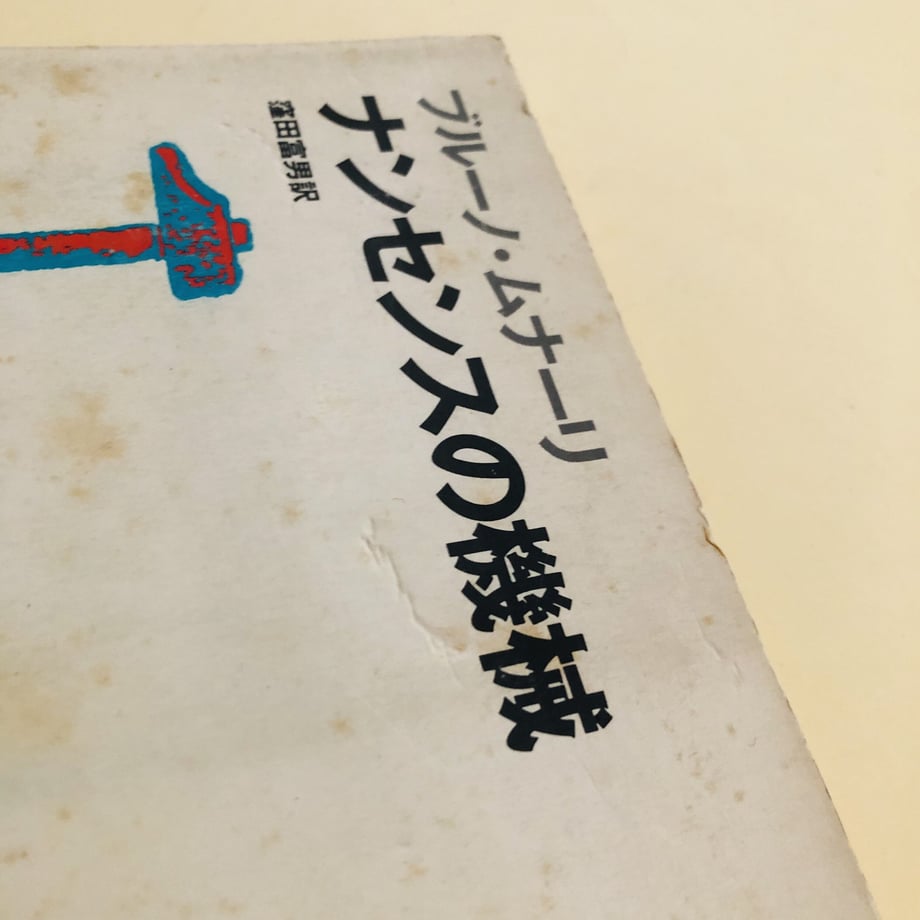 ブルーノ・ムナーリ
ナンセンスの機械
窪田富男訳